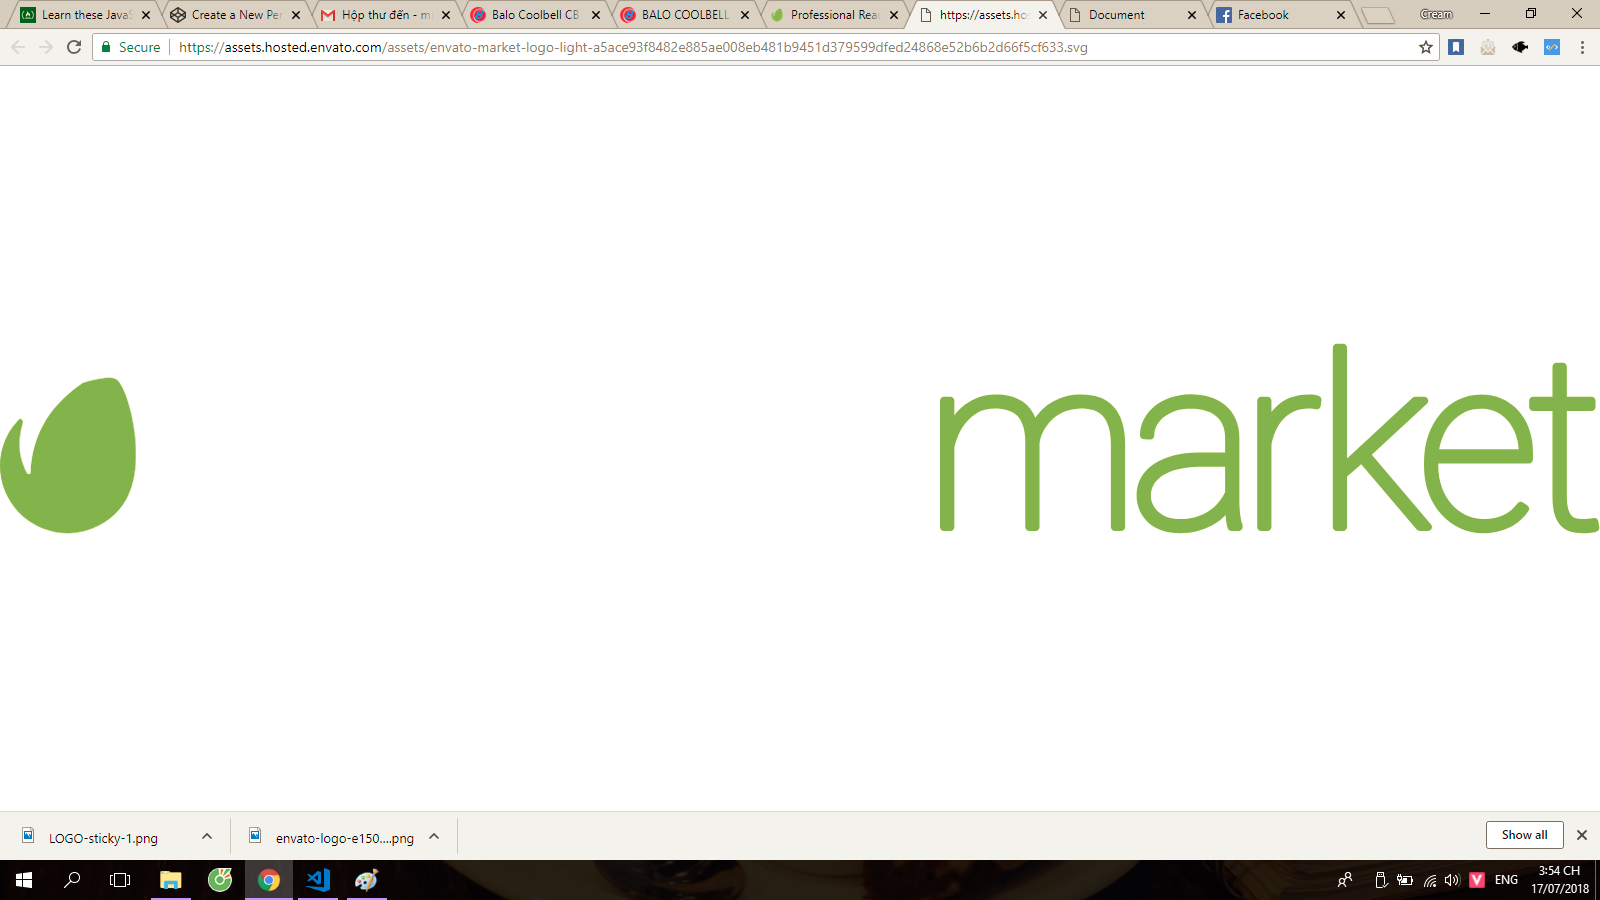 Learn these JavaS
Create a New Pe
Hộp thư đến - m
Balo Coolbell CB
BALO COOLBELL
Professional Rea
https://assets.ho
Document
Facebook
Cream
Secure
https://assets.hosted.envato.com/assets/envato-market-logo-light-a5ace93f8482e885ae008eb481b9451d379599dfed24868e52b6b2d66f5cf633.svg
market
LOGO-sticky-1.png
envato-logo-e150....png
Show all
ENG
3:54 CH
17/07/2018